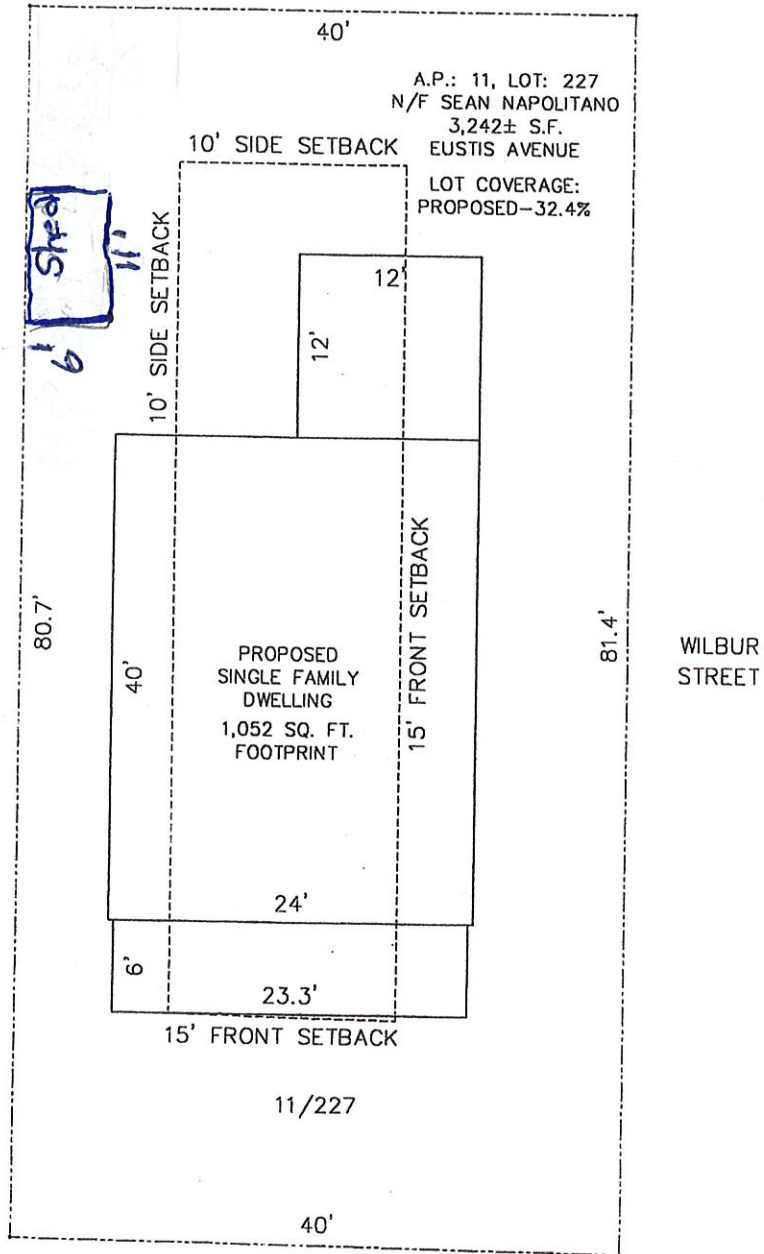 40'
A.P.: 11, LOT: 227
N/F SEAN NAPOLITANO
3,242± S.F.
EUSTIS AVENUE
LOT COVERAGE:
PROPOSED-32.4%
10' SIDE SETBACK
Shed
11'
6'
10' SIDE SETBACK
12'
12'
80.7'
40'
PROPOSED
SINGLE FAMILY
DWELLING
1,052 SQ. FT.
FOOTPRINT
15' FRONT SETBACK
81.4'
WILBUR
STREET
24'
6'
23.3'
15' FRONT SETBACK
11/227
40'